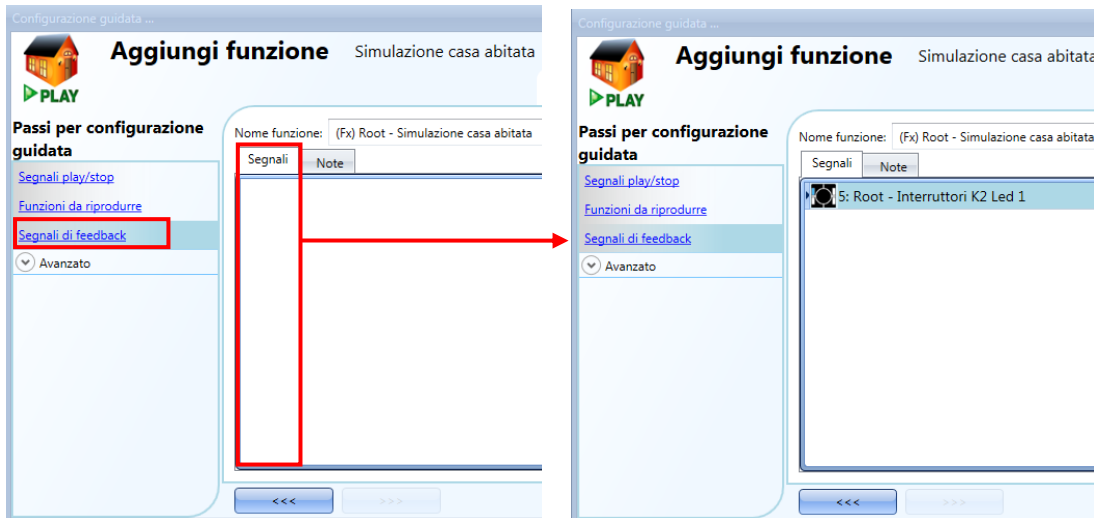 Configurazione guidata ...
Aggiungi funzione Simulazione casa abitata
PLAY
Passi per configurazione
guidata
Segnali play/stop
Funzioni da riprodurre
Segnali di feedback
Avanzato
Nome funzione: (Fx) Root - Simulazione casa abitata
Segnali Note
<<< >>>
Configurazione guidata ...
Aggiungi funzione Simulazione casa abitata
PLAY
Passi per configurazione
guidata
Segnali play/stop
Funzioni da riprodurre
Segnali di feedback
Avanzato
Nome funzione: (Fx) Root - Simulazione casa abitata
Segnali Note
5: Root - Interruttori K2 Led 1
<<< >>>